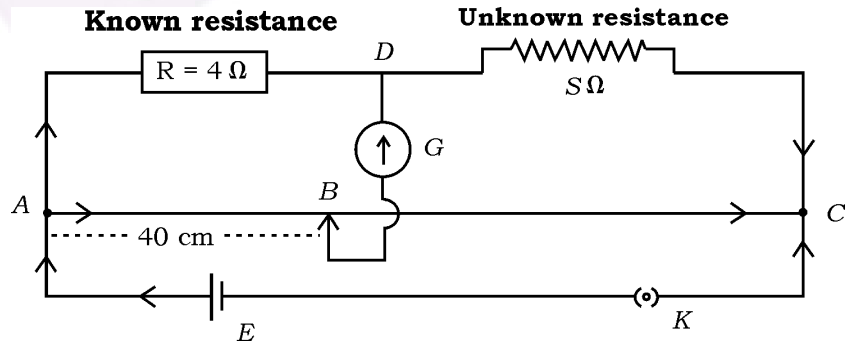 Known resistance
Unknown resistance
R = 4 Ω
D
S Ω
G
A
B
C
40 cm
E
K